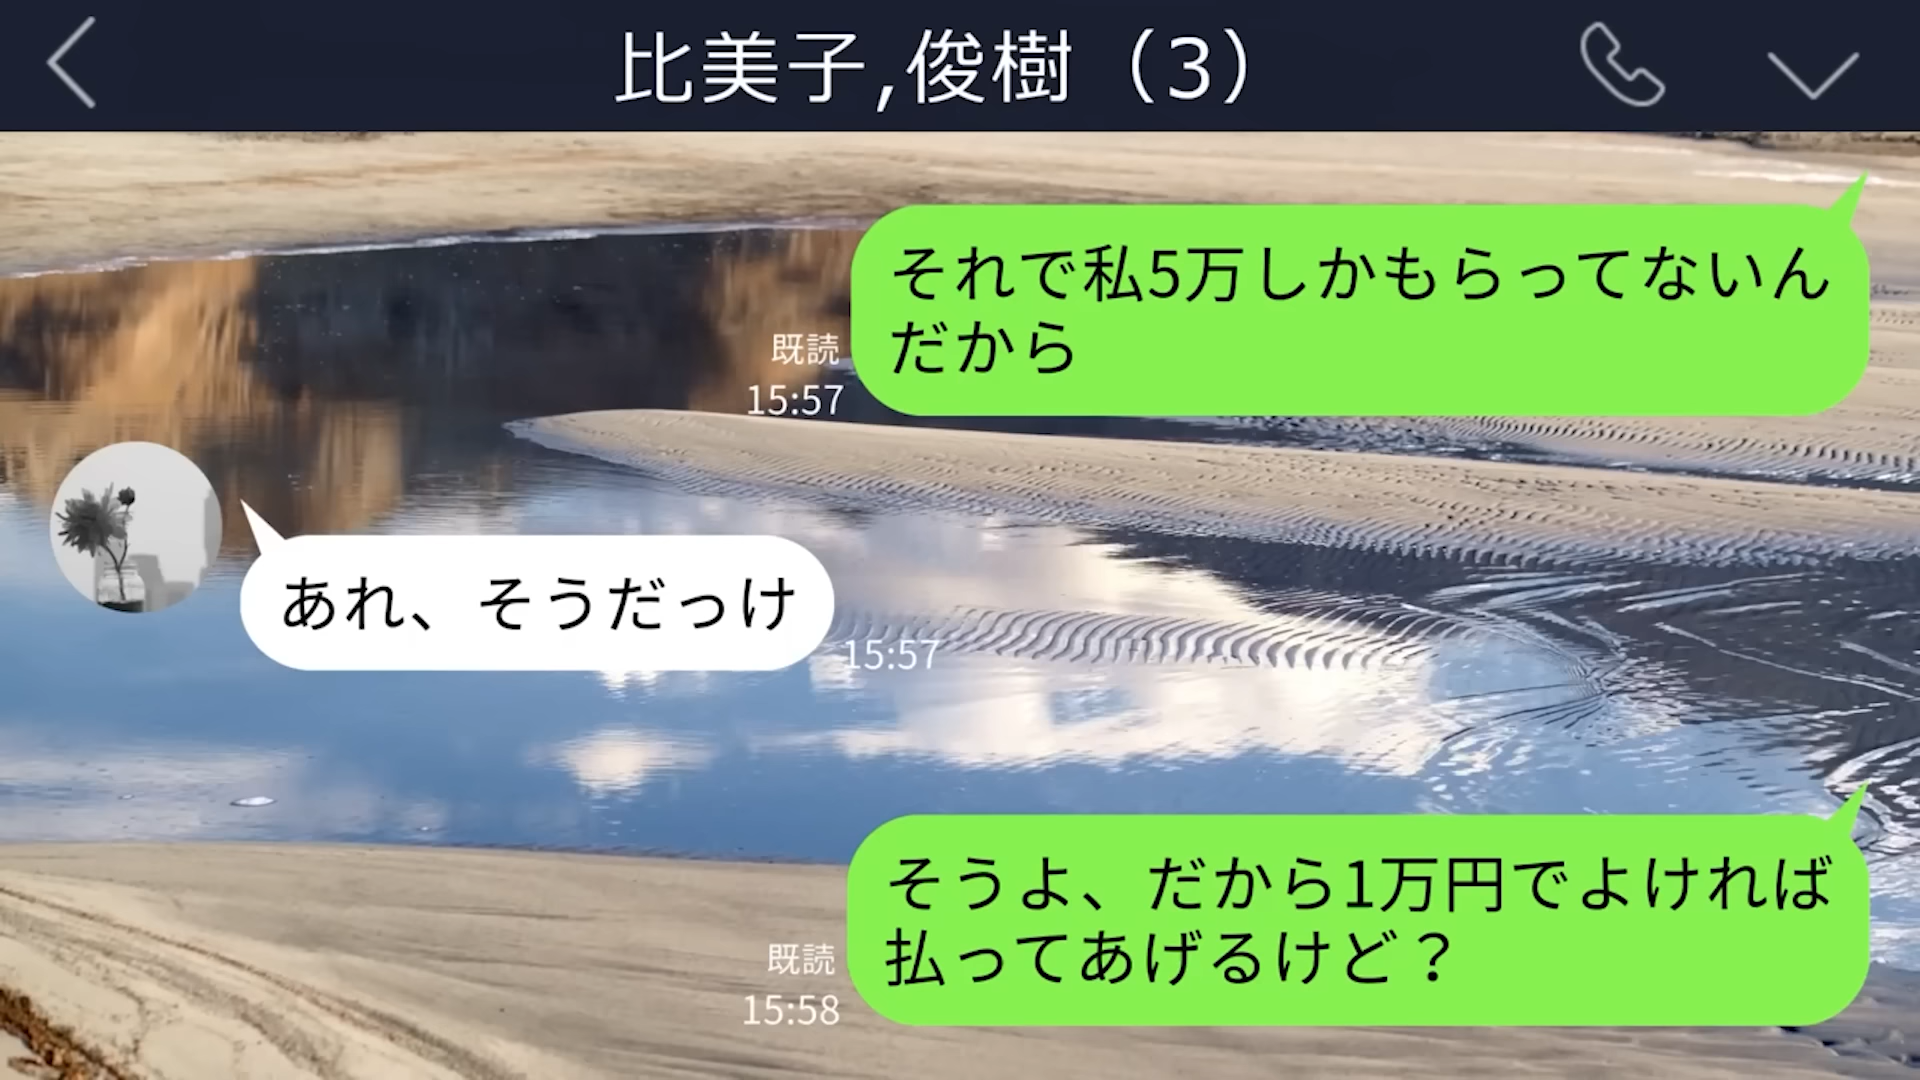 比美子,俊樹（3）
それで私5万しかもらってないん
だから
既読
15:57
あれ、そうだっけ
15:57
そうよ、だから1万円でよければ
払ってあげるけど？
既読
15:58